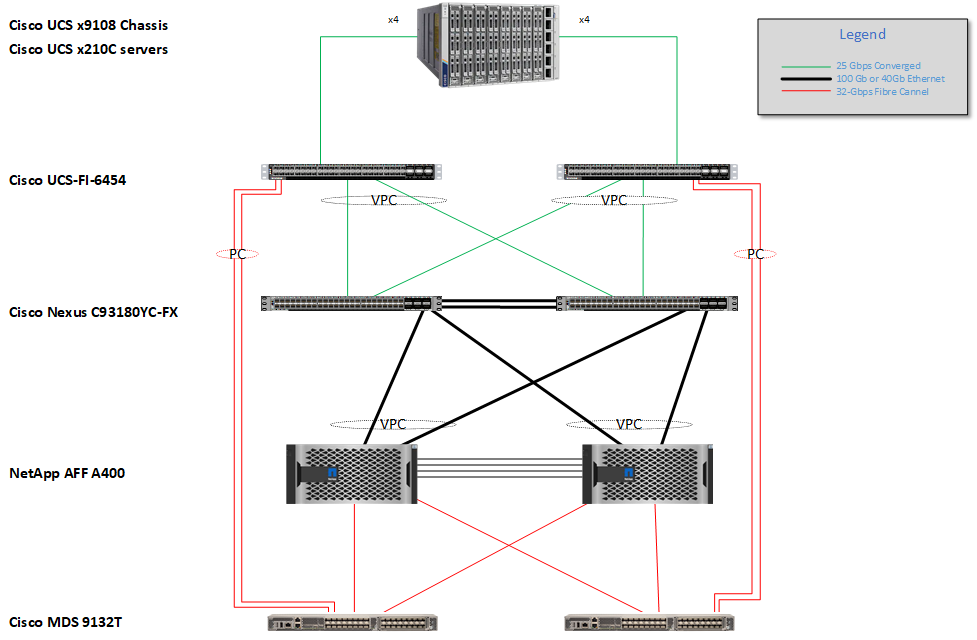 Cisco UCS x9108 Chassis
Cisco UCS x210C servers
x4
x4
Legend
25 Gbps Converged
100 Gb or 40Gb Ethernet
32-Gbps Fibre Cannel
Cisco UCS-FI-6454
VPC
VPC
PC
PC
Cisco Nexus C93180YC-FX
VPC
VPC
NetApp AFF A400
Cisco MDS 9132T